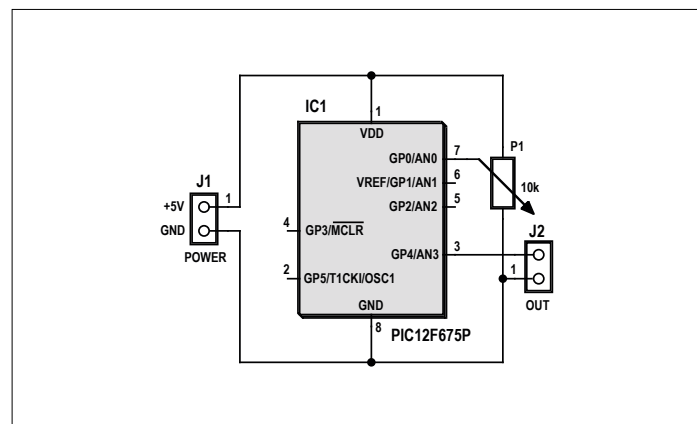 IC1
1
VDD
GP0/AN0
7
P1
VREF/GP1/AN1
6
10k
J1
GP2/AN2
5
+5V
1
4
GP3/MCLR
J2
GND
GP4/AN3
3
POWER
2
GP5/T1CKI/OSC1
1
GND
OUT
8
PIC12F675P